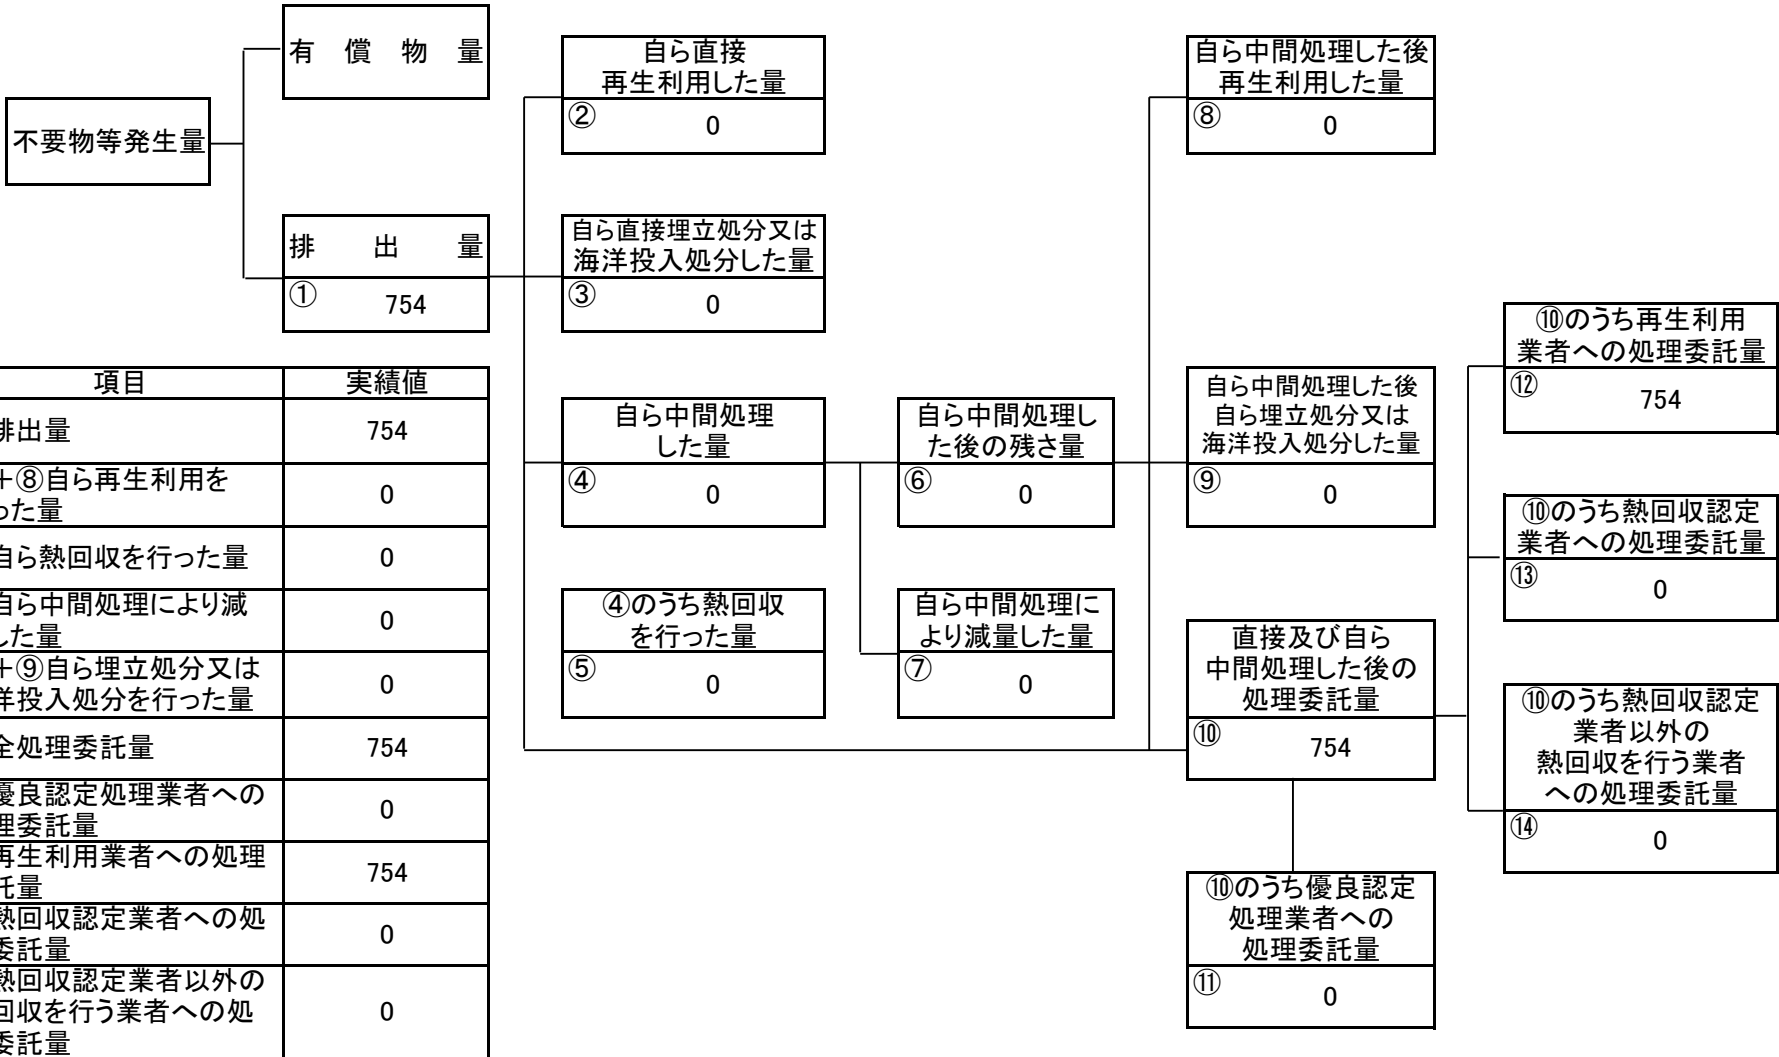 有 償 物 量
不要物等発生量
排 出 量
① 754
自ら直接
再生利用した量
② 0
自ら直接埋立処分又は
海洋投入処分した量
③ 0
自ら中間処理
した量
④ 0
④のうち熱回収
を行った量
⑤ 0
自ら中間処理し
た後の残さ量
⑥ 0
自ら中間処理に
より減量した量
⑦ 0
自ら中間処理した後
再生利用した量
⑧ 0
自ら中間処理した後
自ら埋立処分又は
海洋投入処分した量
⑨ 0
直接及び自ら
中間処理した後の
処理委託量
⑩ 754
⑩のうち優良認定
処理業者への
処理委託量
⑪ 0
⑩のうち再生利用
業者への処理委託量
⑫ 754
⑩のうち熱回収認定
業者への処理委託量
⑬ 0
⑩のうち熱回収認定
業者以外の
熱回収を行う業者
への処理委託量
⑭ 0
項目 実績値
排出量 754
+⑧自ら再生利用を
った量 0
自ら熱回収を行った量 0
自ら中間処理により減
した量 0
+⑨自ら埋立処分又は
洋投入処分を行った量 0
全処理委託量 754
優良認定処理業者への
理委託量 0
再生利用業者への処理
託量 754
熱回収認定業者への処
委託量 0
熱回収認定業者以外の
回収を行う業者への処
委託量 0